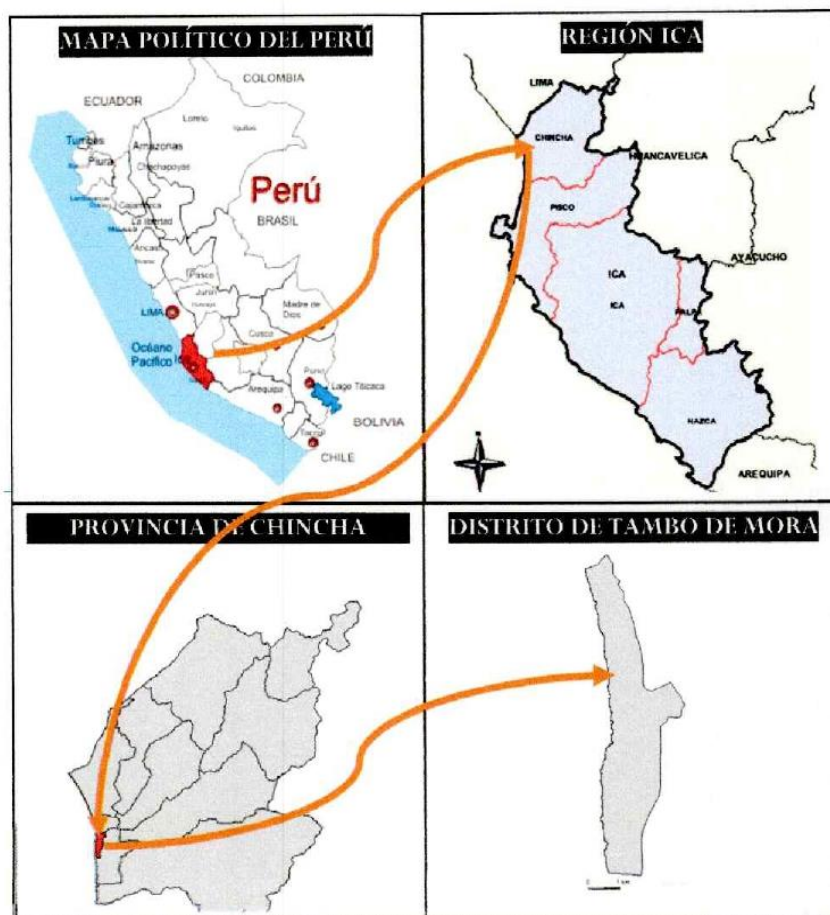 MAPA POLÍTICO DEL PERÚ
COLOMBIA
ECUADOR
Loreto
Iquitos
Tumbes
Amazonas
Piura
Chachapoyas
Cajamarca
La libertad
Perú
BRASIL
Ancash
Pasco
Junín
LIMA
Madre de
Dios
Cusco
Océano
Pacífico
Puno
Lago Titicaca
Arequipa
BOLIVIA
Tacna
CHILE
REGIÓN ICA
LIMA
CHINCHA
HUANCAVELICA
PISCO
AYACUCHO
ICA
ICA
PALPA
NAZCA
AREQUIPA
PROVINCIA DE CHINCHA
DISTRITO DE TAMBO DE MORA